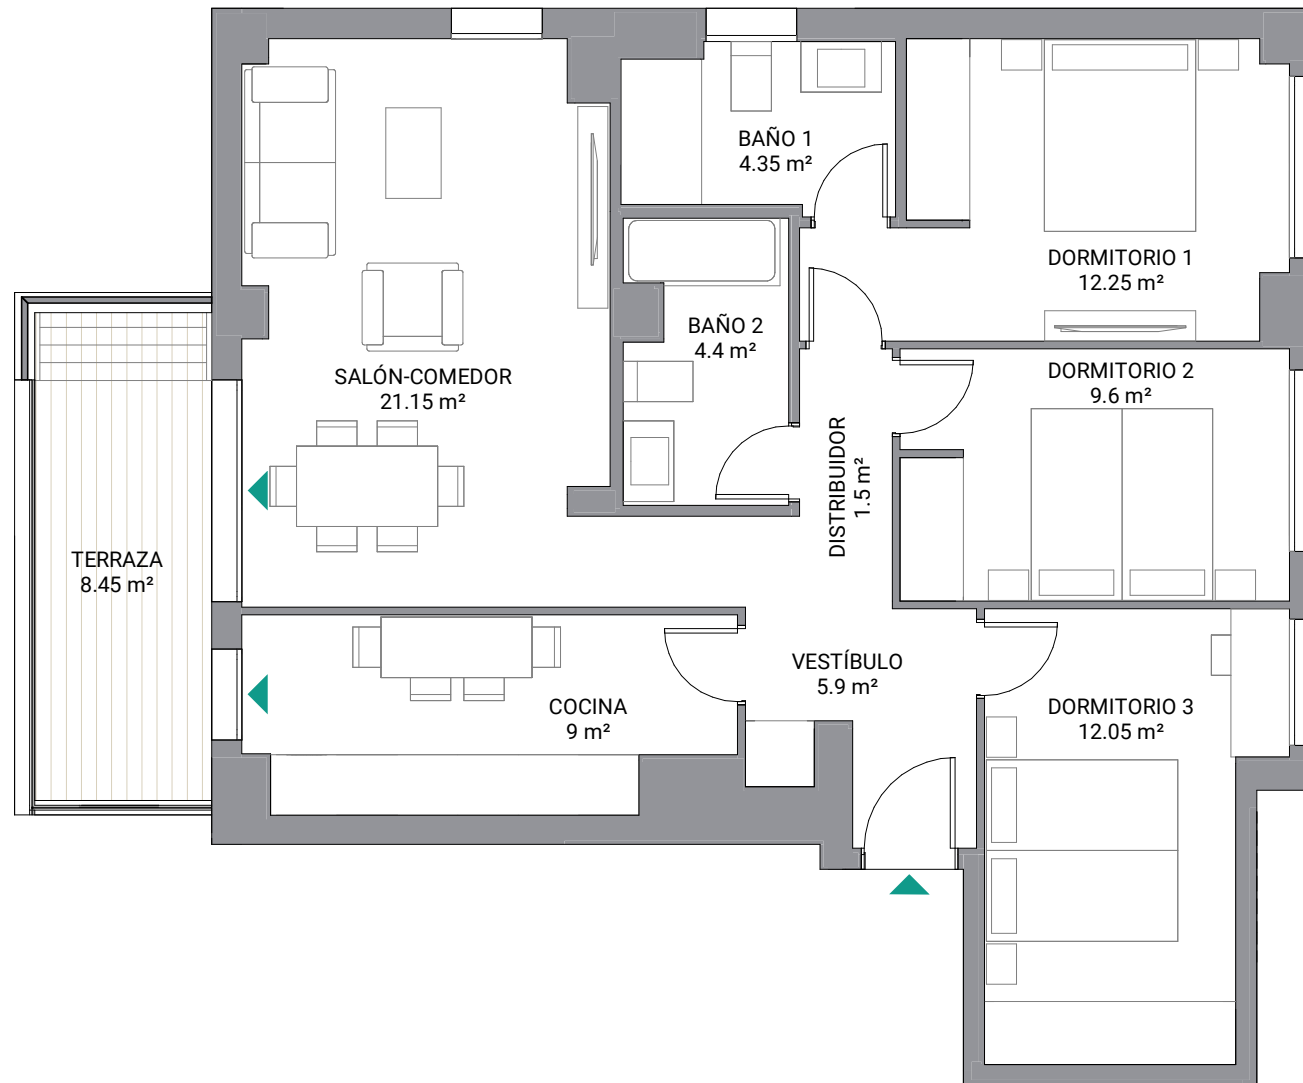 BAÑO 1
4.35 m²
DORMITORIO 1
12.25 m²
BAÑO 2
4.4 m²
SALÓN-COMEDOR
21.15 m²
DORMITORIO 2
9.6 m²
DISTRIBUIDOR
1.5 m²
TERRAZA
8.45 m²
VESTÍBULO
5.9 m²
COCINA
9 m²
DORMITORIO 3
12.05 m²